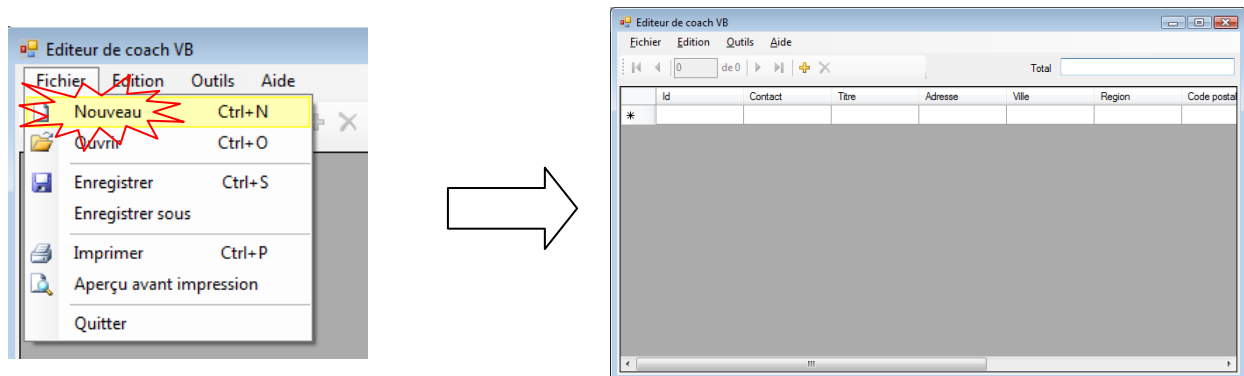 Editeur de coach VB
Fichier Edition Outils Aide
Nouveau Ctrl+N
Ouvrir Ctrl+O
Enregistrer Ctrl+S
Enregistrer sous
Imprimer Ctrl+P
Aperçu avant impression
Quitter
Editeur de coach VB
Fichier Edition Outils Aide
0 de 0 Total
Id Contact Titre Adresse Ville Region Code postal